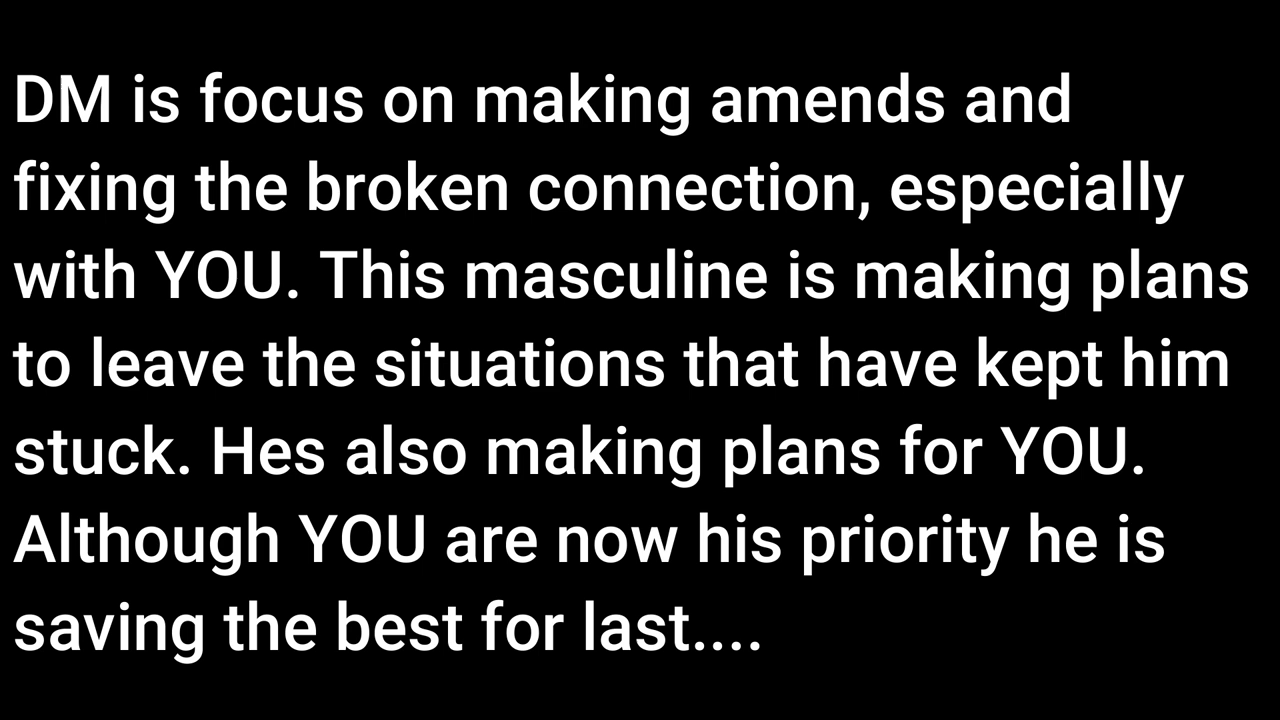 DM is focus on making amends and
fixing the broken connection, especially
with YOU. This masculine is making plans
to leave the situations that have kept him
stuck. Hes also making plans for YOU.
Although YOU are now his priority he is
saving the best for last....